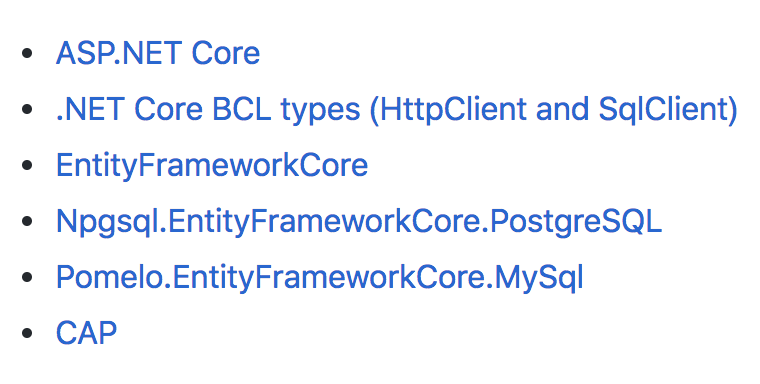 ASP.NET Core
.NET Core BCL types (HttpClient and SqlClient)
EntityFrameworkCore
Npgsql.EntityFrameworkCore.PostgreSQL
Pomelo.EntityFrameworkCore.MySql
CAP